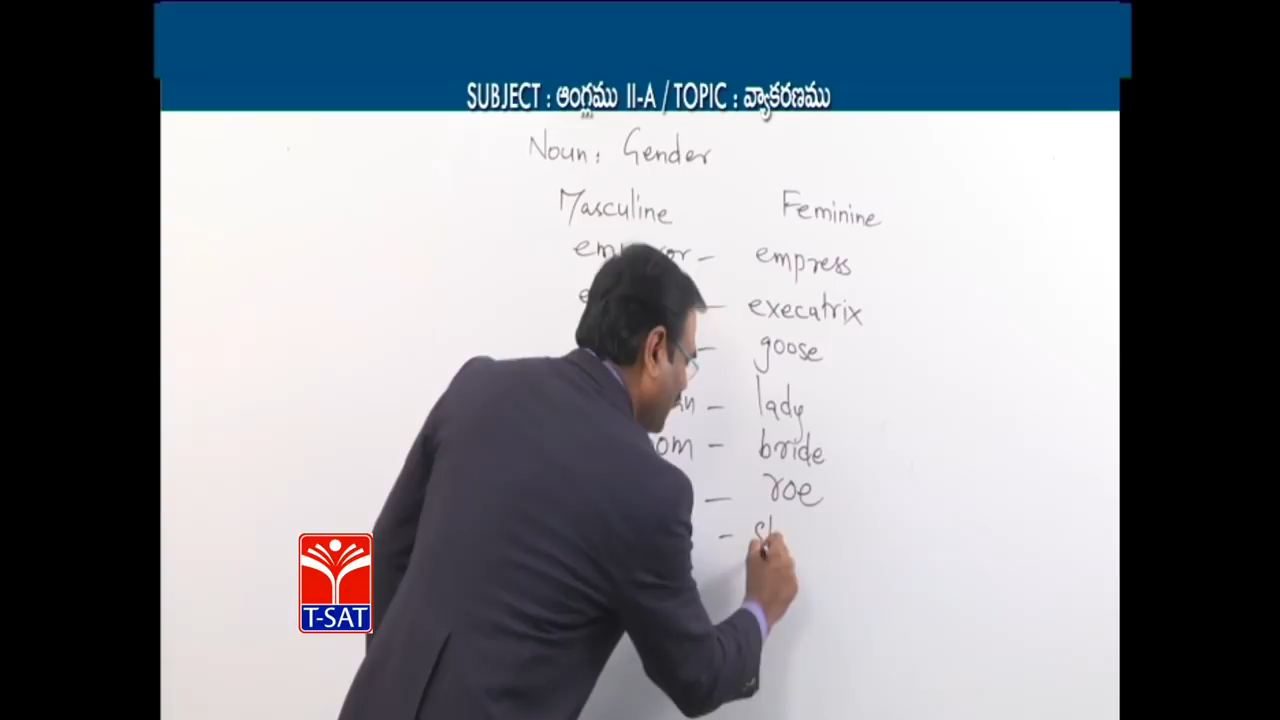 SUBJECT : ఆంగ్లము II-A / TOPIC : వ్యాకరణము
Noun: Gender
Masculine Feminine
– empress
– execatrix
– goose
– lady
– bride
– roe
–
T-SAT